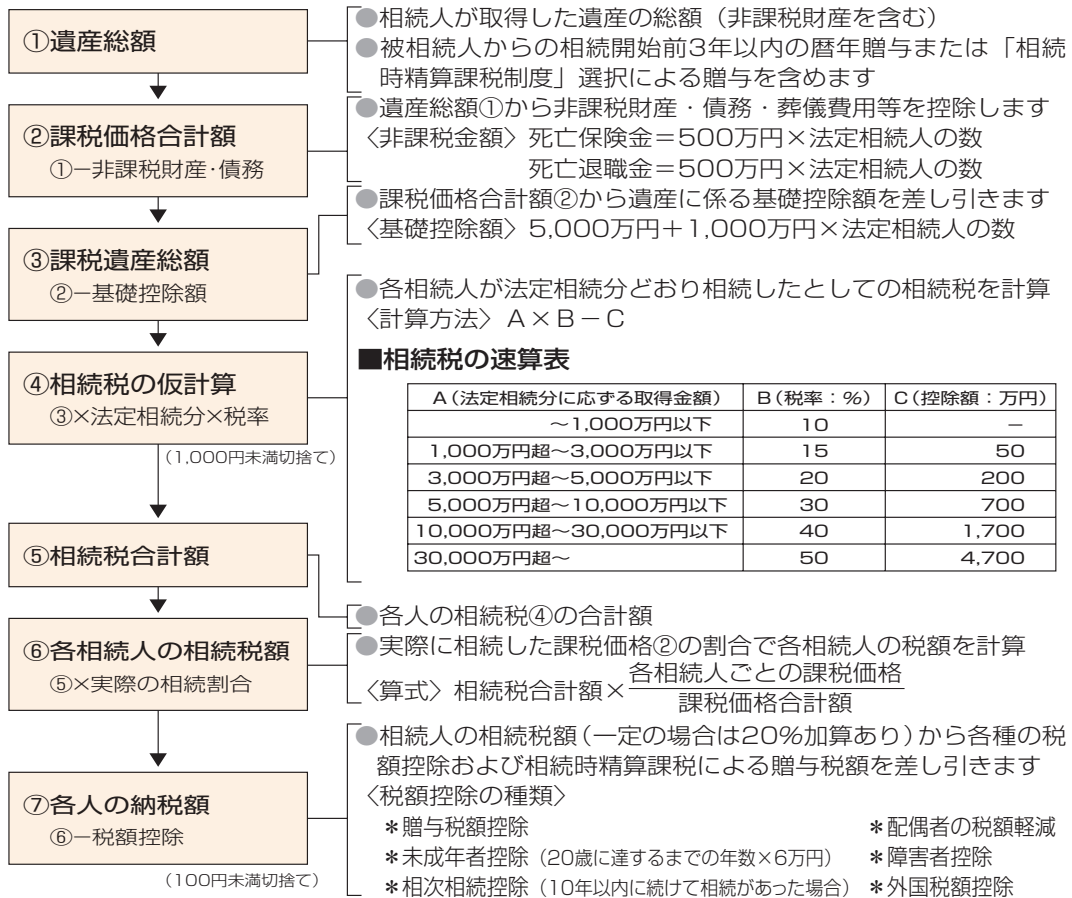 ①遺産総額
●相続人が取得した遺産の総額（非課税財産を含む）
●被相続人からの相続開始前3年以内の暦年贈与または「相続
時精算課税制度」選択による贈与を含めます
②課税価格合計額
①−非課税財産・債務
●遺産総額①から非課税財産・債務・葬儀費用等を控除します
〈非課税金額〉死亡保険金＝500万円×法定相続人の数
死亡退職金＝500万円×法定相続人の数
③課税遺産総額
②−基礎控除額
●課税価格合計額②から遺産に係る基礎控除額を差し引きます
〈基礎控除額〉5,000万円＋1,000万円×法定相続人の数
④相続税の仮計算
③×法定相続分×税率
（1,000円未満切捨て）
●各相続人が法定相続分どおり相続したとしての相続税を計算
〈計算方法〉A×B−C
■相続税の速算表
A（法定相続分に応ずる取得金額） B（税率：%） C（控除額：万円）
〜1,000万円以下 10 −
1,000万円超〜3,000万円以下 15 50
3,000万円超〜5,000万円以下 20 200
5,000万円超〜10,000万円以下 30 700
10,000万円超〜30,000万円以下 40 1,700
30,000万円超〜 50 4,700
⑤相続税合計額
●各人の相続税④の合計額
⑥各相続人の相続税額
⑤×実際の相続割合
●実際に相続した課税価格②の割合で各相続人の税額を計算
〈算式〉相続税合計額×各相続人ごとの課税価格
課税価格合計額
⑦各人の納税額
⑥−税額控除
（100円未満切捨て）
●相続人の相続税額（一定の場合は20%加算あり）から各種の税
額控除および相続時精算課税による贈与税額を差し引きます
〈税額控除の種類〉
＊贈与税額控除 ＊配偶者の税額軽減
＊未成年者控除（20歳に達するまでの年数×6万円） ＊障害者控除
＊相次相続控除（10年以内に続けて相続があった場合） ＊外国税額控除